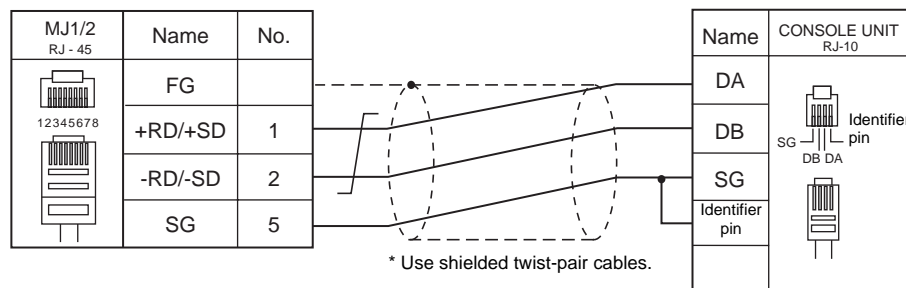 MJ1/2
RJ - 45
Name
No.
Name
CONSOLE UNIT
RJ-10
FG
DA
12345678
+RD/+SD
1
DB
SG
DB DA
Identifier
pin
-RD/-SD
2
SG
SG
5
Identifier
pin
* Use shielded twist-pair cables.